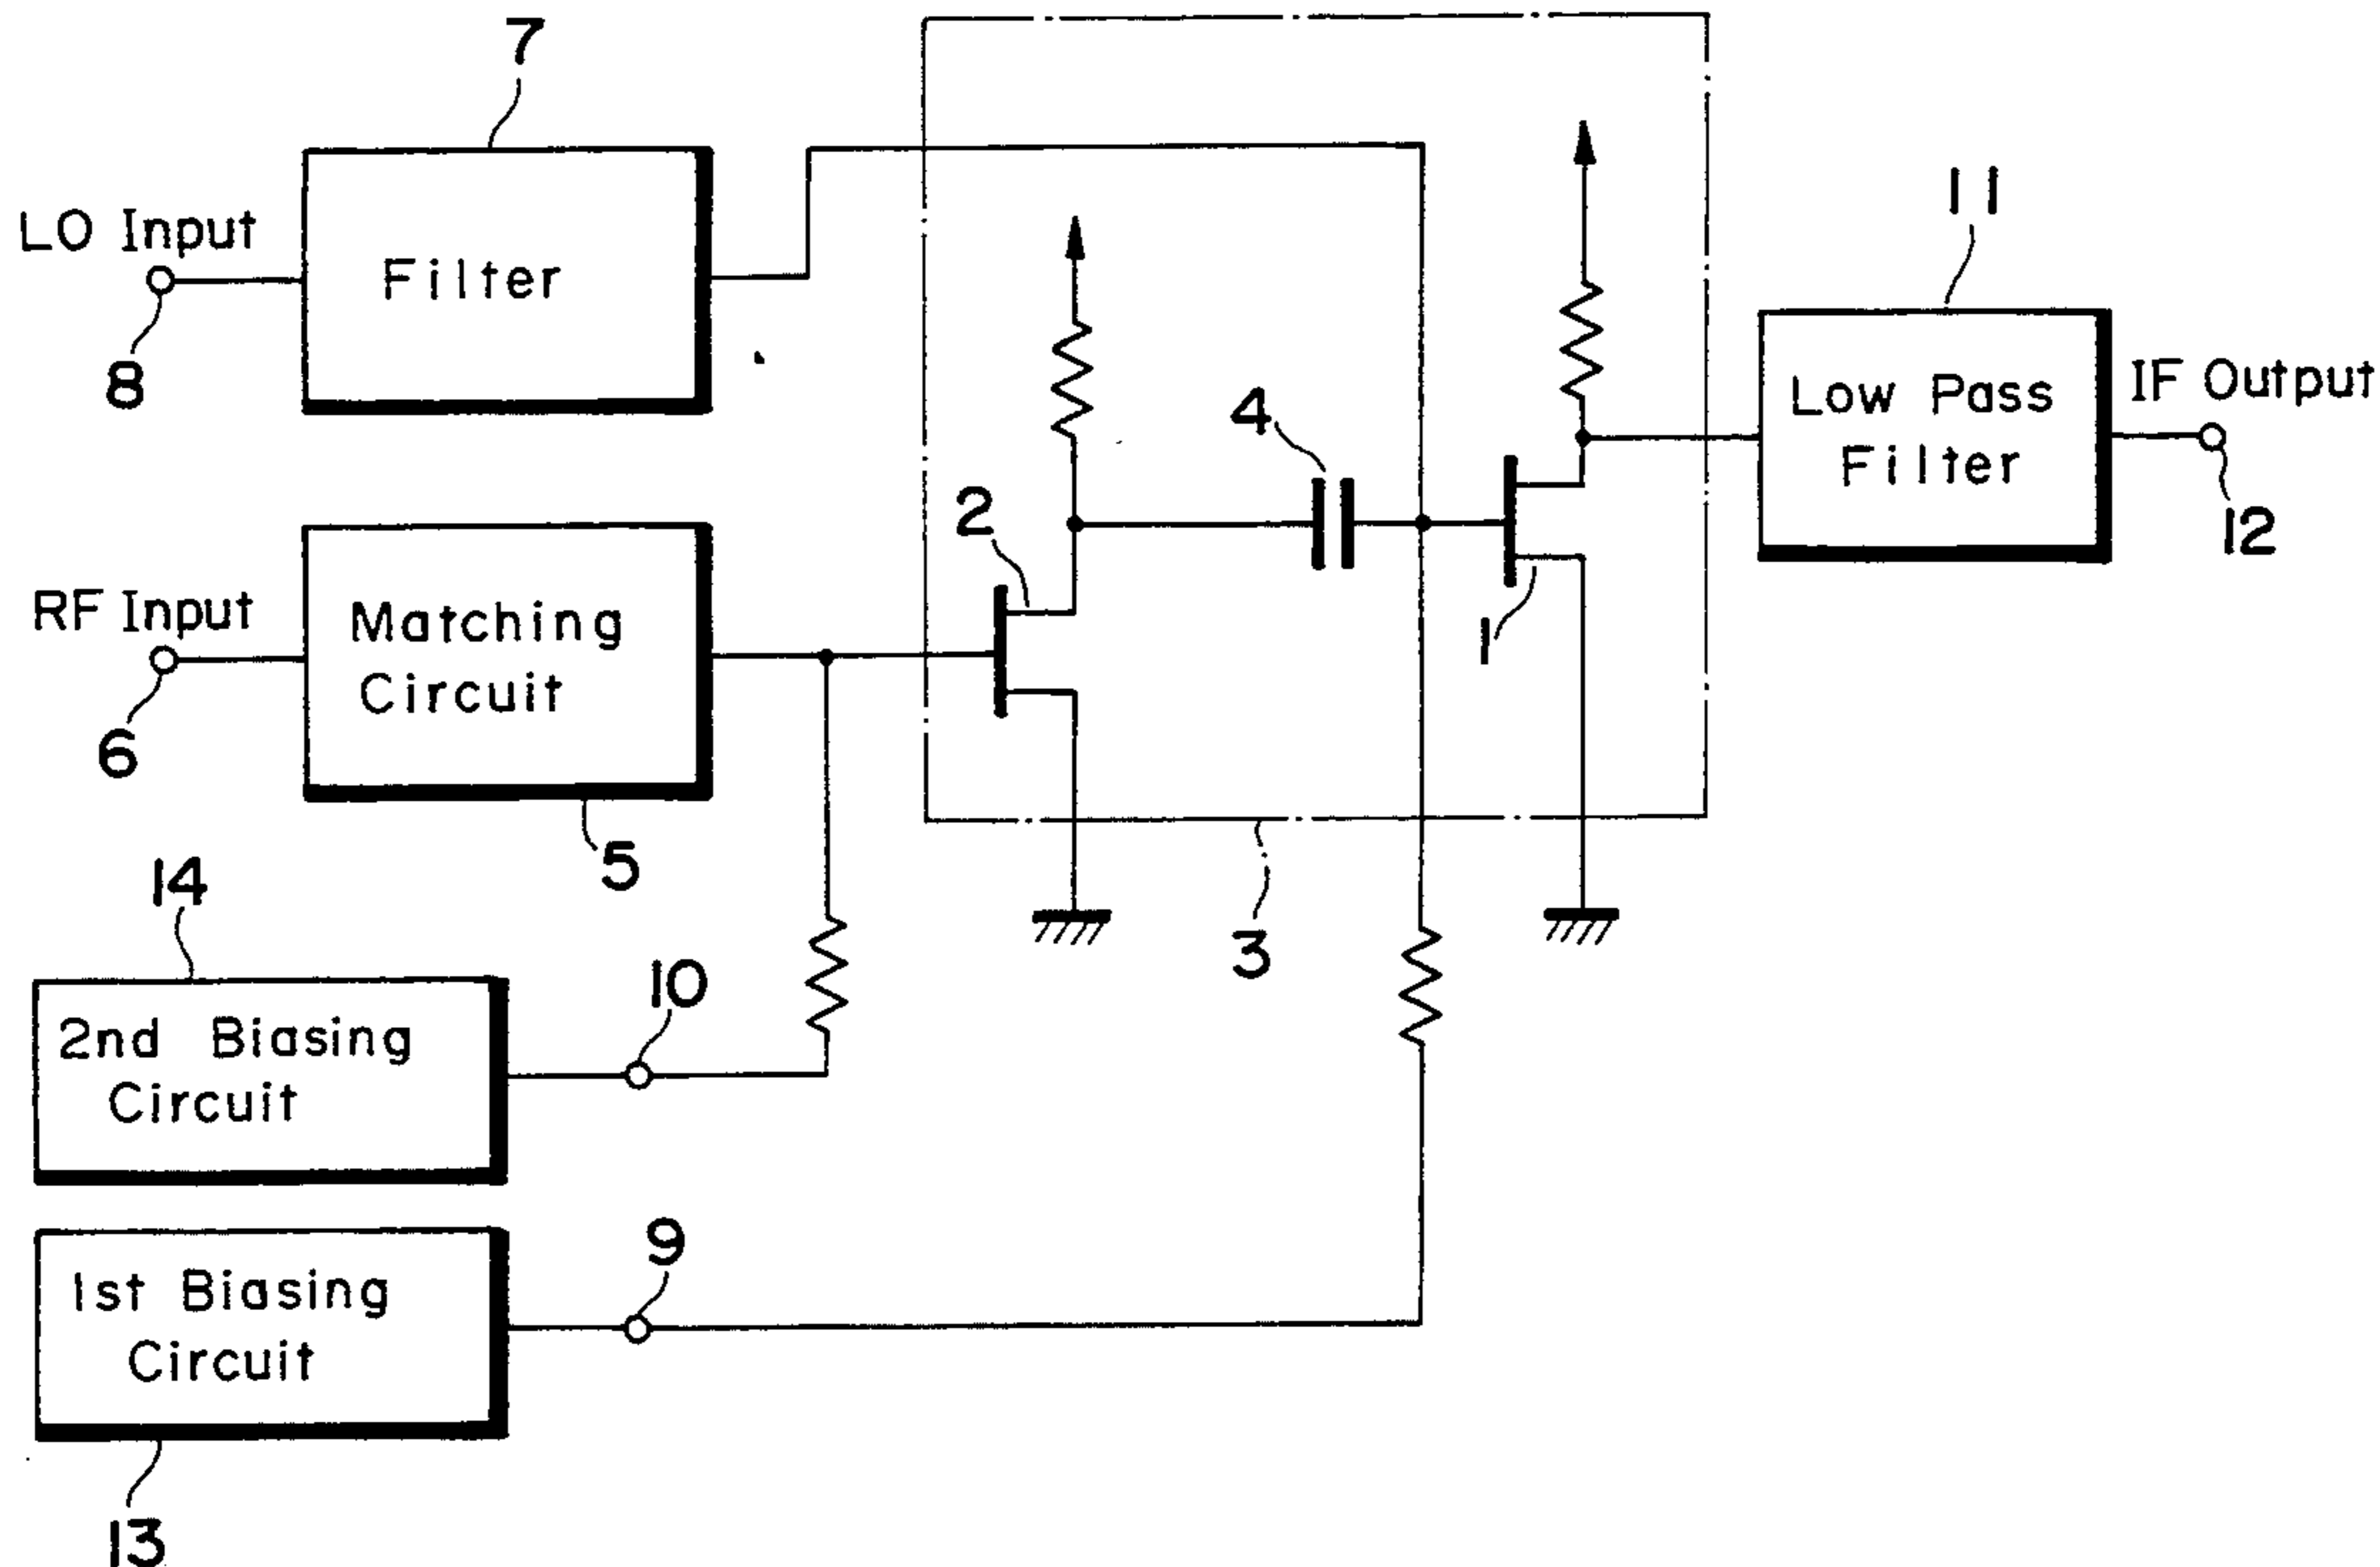 7
11
LO Input
Filter
8
4
Low Pass
Filter
IF Output
12
2
1
RF Input
Matching
Circuit
6
5
3
14
2nd Biasing
Circuit
10
1st Biasing
Circuit
9
13